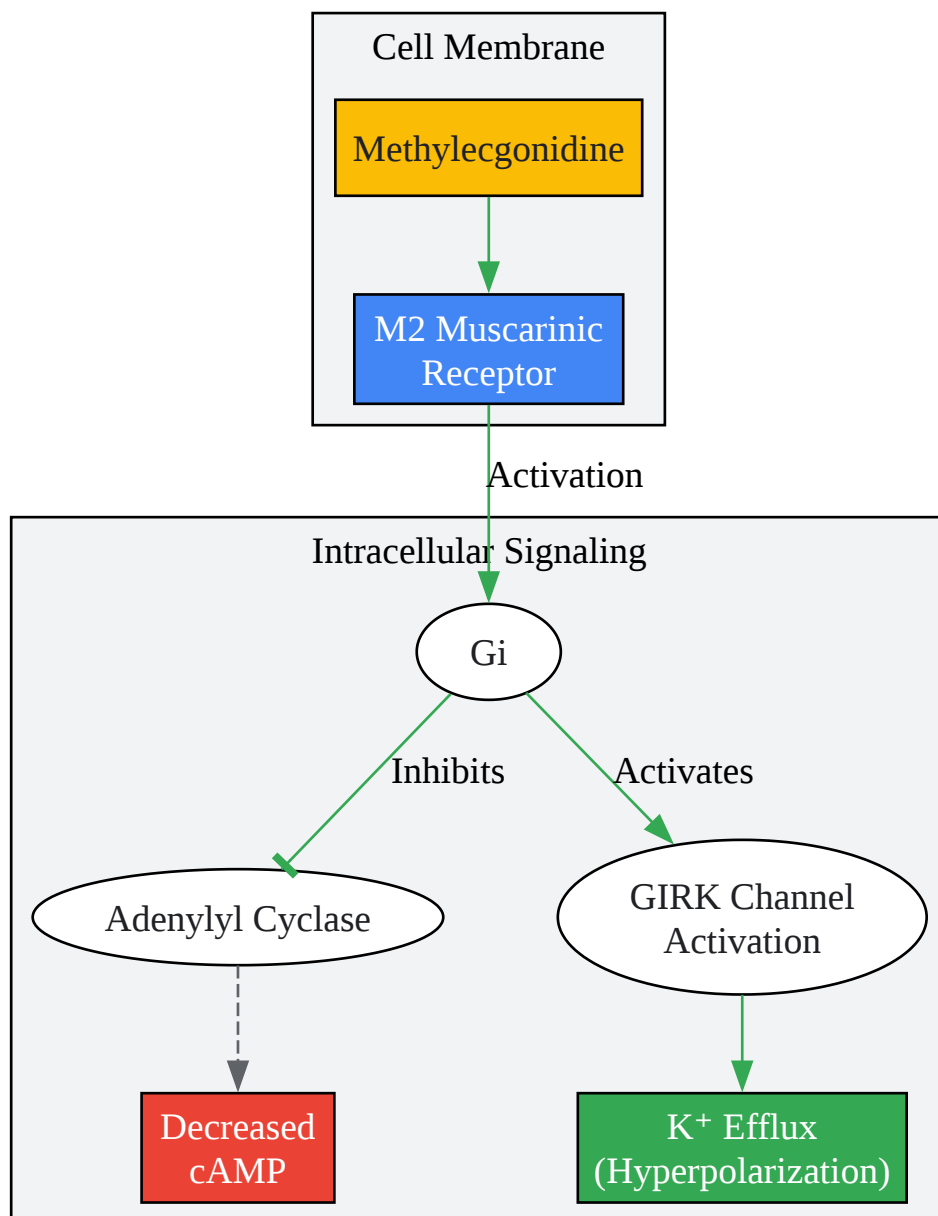 Cell Membrane
Methylecgonidine
M2 Muscarinic
Receptor
Activation
Intracellular Signaling
Gi
Inhibits
Activates
Adenylyl Cyclase
GIRK Channel
Activation
Decreased
cAMP
K⁺ Efflux
(Hyperpolarization)